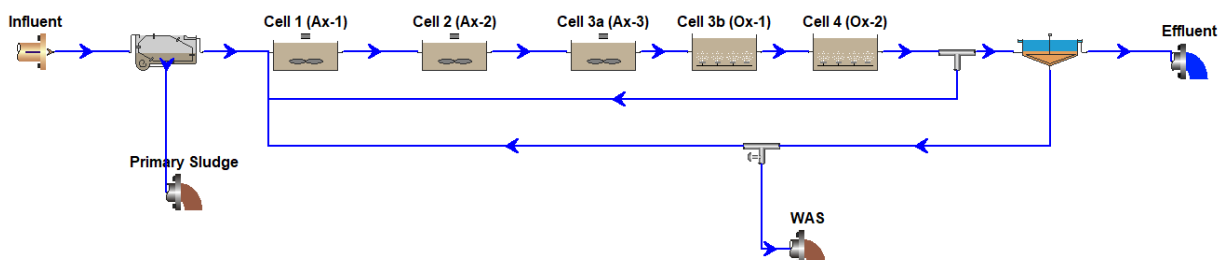 Influent
Cell 1 (Ax-1)
Cell 2 (Ax-2)
Cell 3a (Ax-3)
Cell 3b (Ox-1)
Cell 4 (Ox-2)
Effluent
Primary Sludge
WAS